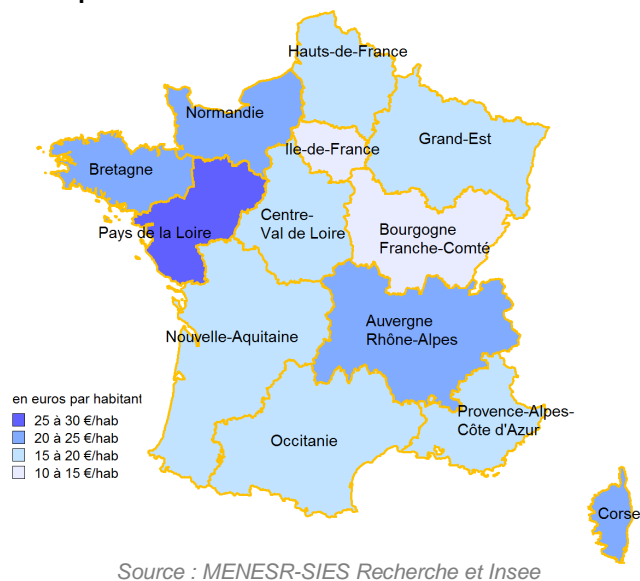 Hauts-de-France
Normandie
Grand-Est
Ile-de-France
Bretagne
Centre-
Val de Loire
Pays de la Loire
Bourgogne
Franche-Comté
Auvergne
Rhône-Alpes
Nouvelle-Aquitaine
en euros par habitant
25 à 30 €/hab
20 à 25 €/hab
15 à 20 €/hab
10 à 15 €/hab
Provence-Alpes-
Côte d'Azur
Occitanie
Corse
Source : MENESR-SIES Recherche et Insee